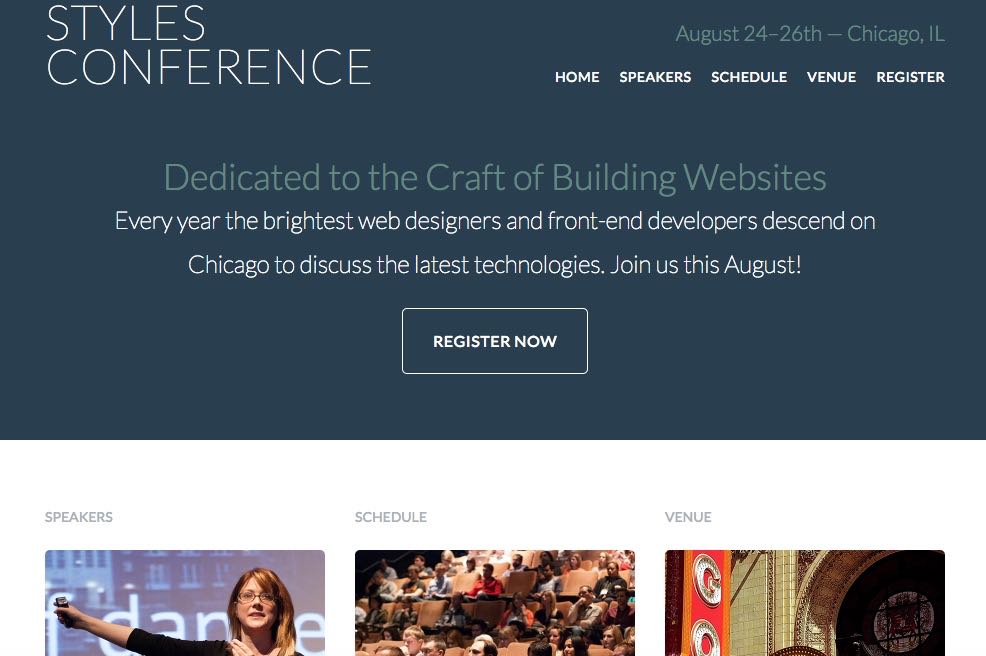 STYLES
CONFERENCE
August 24–26th — Chicago, IL
HOME SPEAKERS SCHEDULE VENUE REGISTER
Dedicated to the Craft of Building Websites
Every year the brightest web designers and front-end developers descend on
Chicago to discuss the latest technologies. Join us this August!
REGISTER NOW
SPEAKERS SCHEDULE VENUE